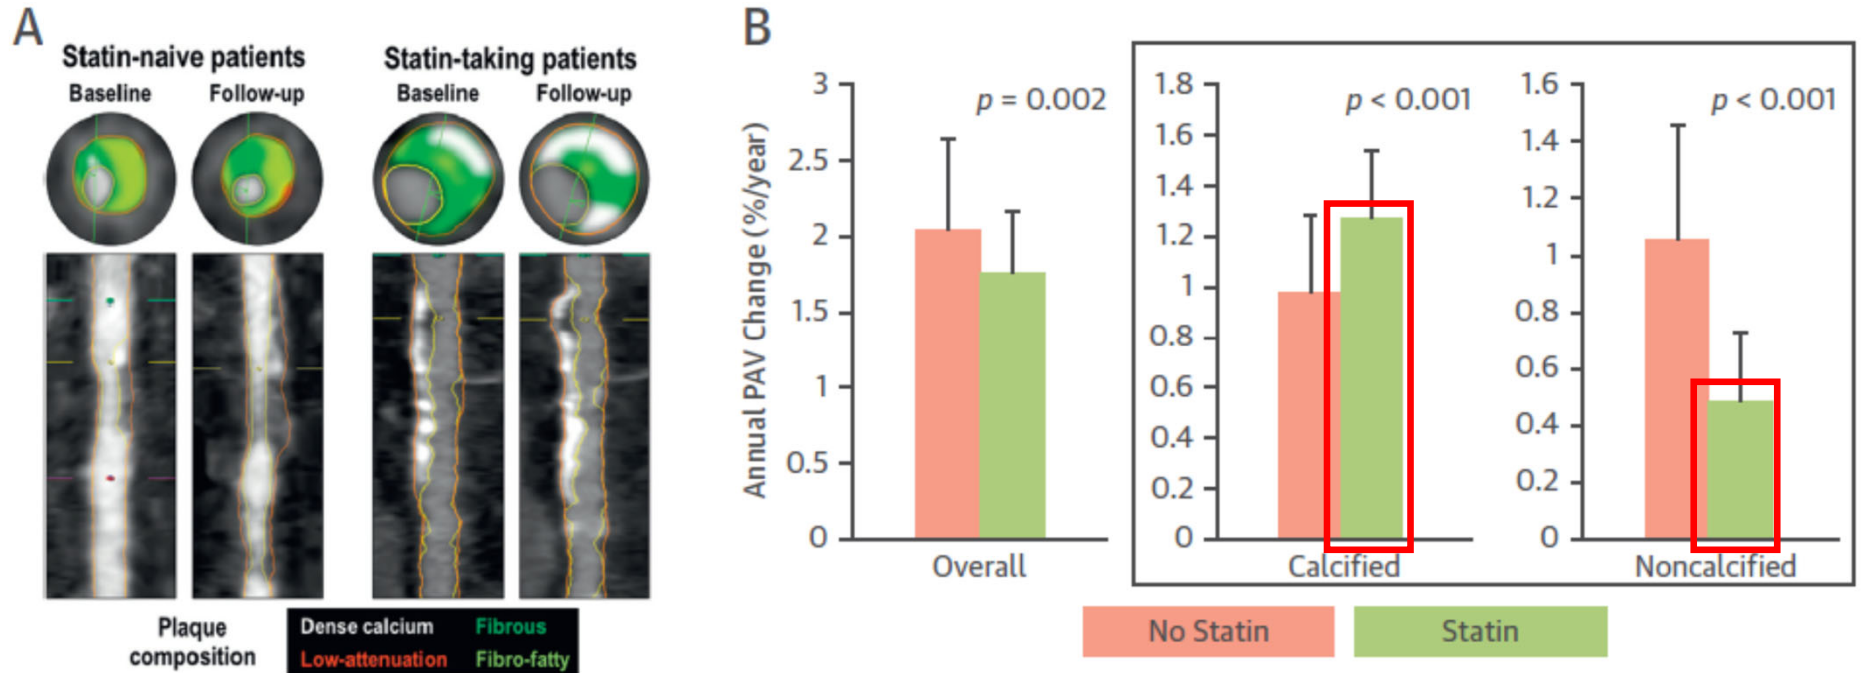 A
Statin-naive patients
Baseline
Follow-up
Statin-taking patients
Baseline
Follow-up
Plaque
composition
Dense calcium
Fibrous
Low-attenuation
Fibro-fatty
B
Annual PAV Change (%/year)
3
2.5
2
1.5
1
0.5
0
p = 0.002
Overall
1.8
1.6
1.4
1.2
1
0.8
0.6
0.4
0.2
0
p < 0.001
Calcified
1.6
1.4
1.2
1
0.8
0.6
0.4
0.2
0
p < 0.001
Noncalcified
No Statin
Statin